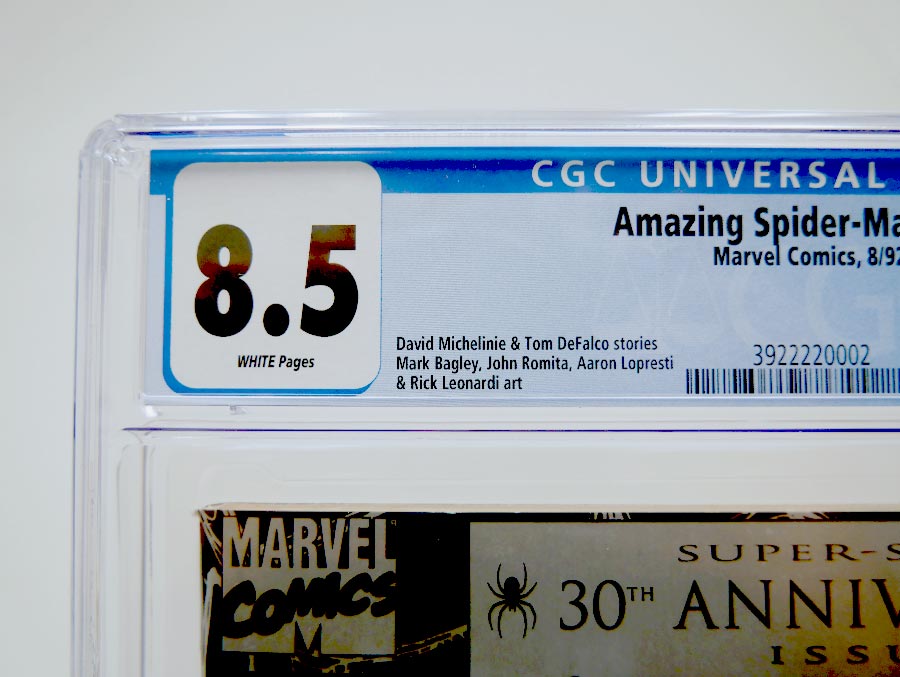 CGC UNIVERSAL
8.5
WHITE Pages
Amazing Spider-Ma
Marvel Comics, 8/92
David Michelinie & Tom DeFalco stories
Mark Bagley, John Romita, Aaron Lopresti
& Rick Leonardi art
3922220002
MARVEL
COMICS
SUPER-S
30TH ANNIV
ISSU